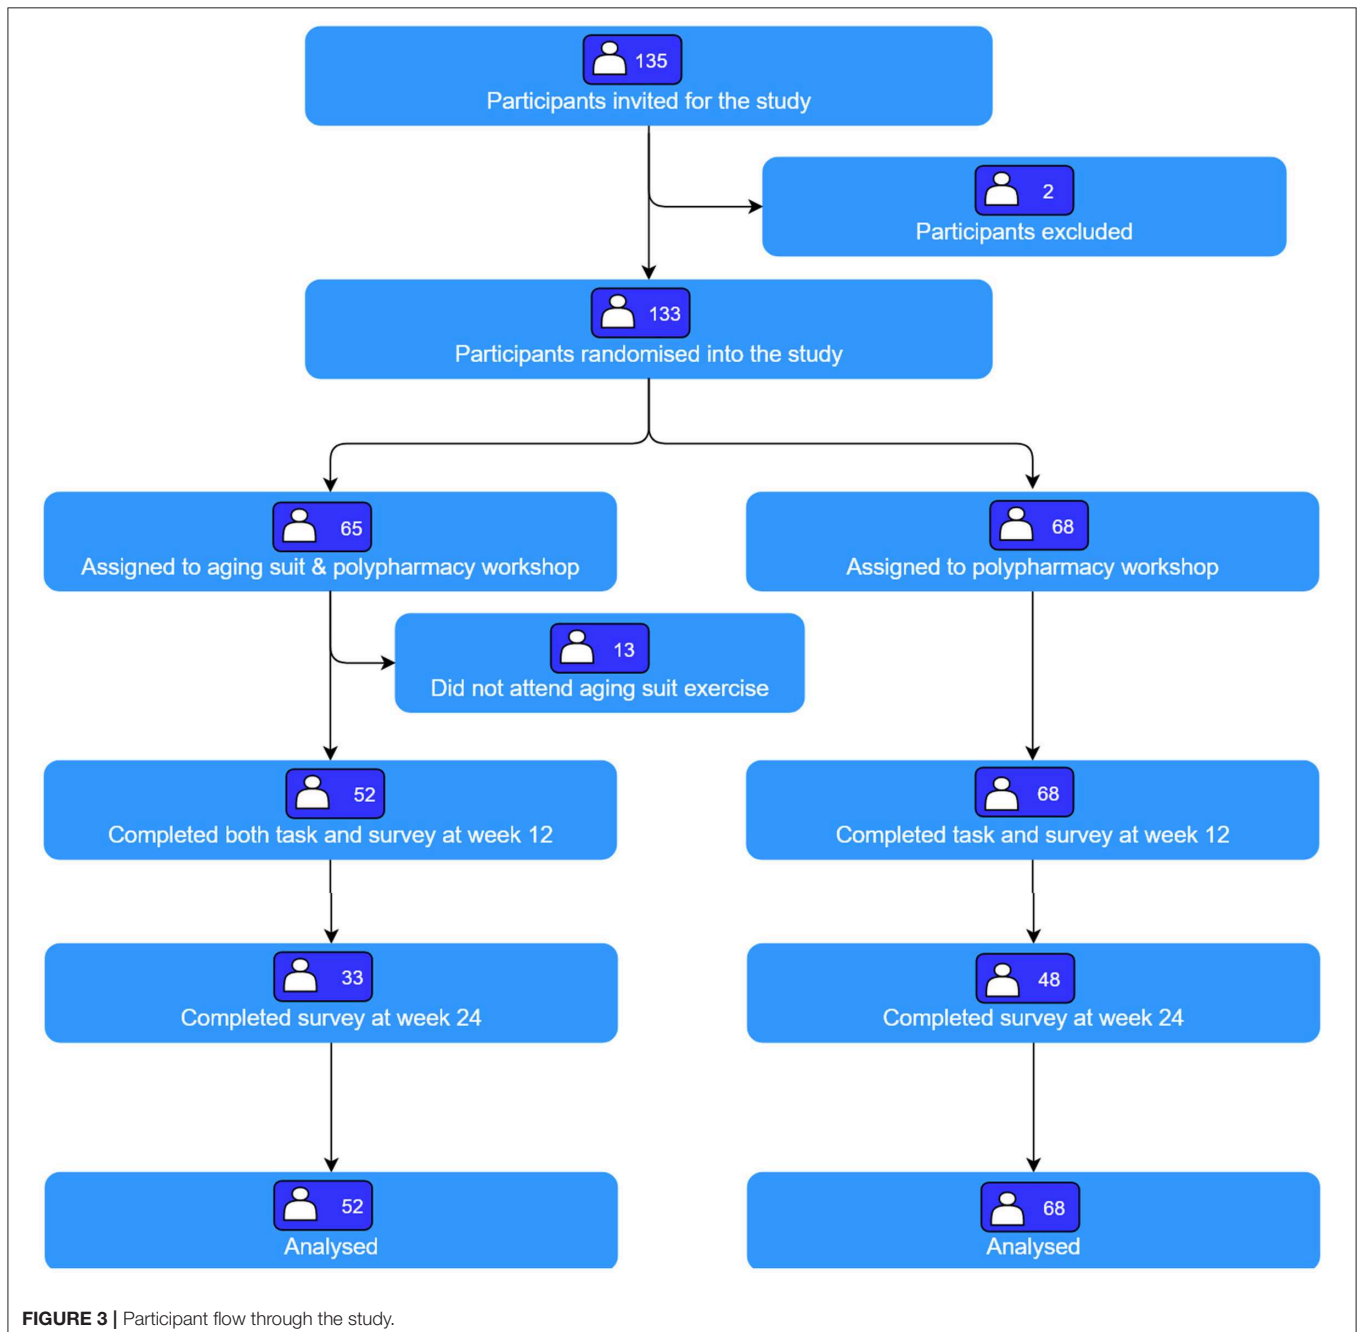 135
Participants invited for the study
2
Participants excluded
133
Participants randomised into the study
65
Assigned to aging suit & polypharmacy workshop
68
Assigned to polypharmacy workshop
13
Did not attend aging suit exercise
52
Completed both task and survey at week 12
68
Completed task and survey at week 12
33
Completed survey at week 24
48
Completed survey at week 24
52
Analysed
68
Analysed
FIGURE 3 | Participant flow through the study.